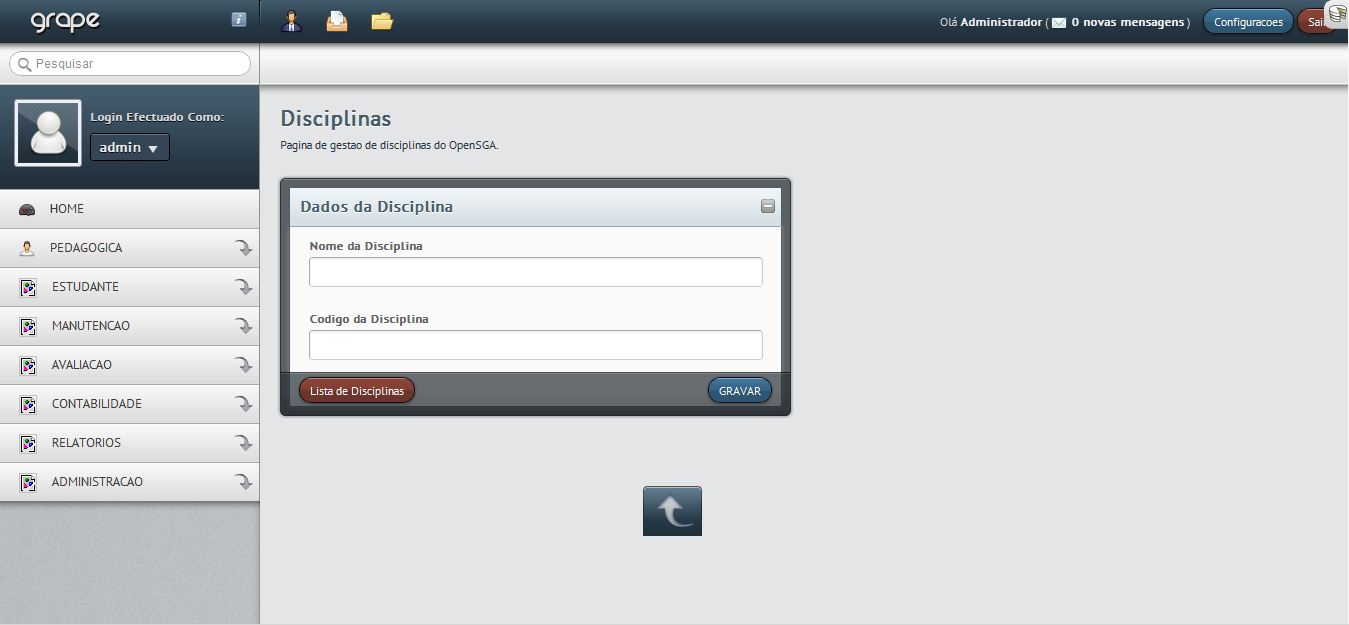 grape
Olá Administrador ( 0 novas mensagens )
Configuracoes
Sai
Pesquisar
Login Efectuado Como:
admin
HOME
PEDAGOGICA
ESTUDANTE
MANUTENCAO
AVALIACAO
CONTABILIDADE
RELATORIOS
ADMINISTRACAO
Disciplinas
Pagina de gestao de disciplinas do OpenSGA.
Dados da Disciplina
Nome da Disciplina
Codigo da Disciplina
Lista de Disciplinas
GRAVAR